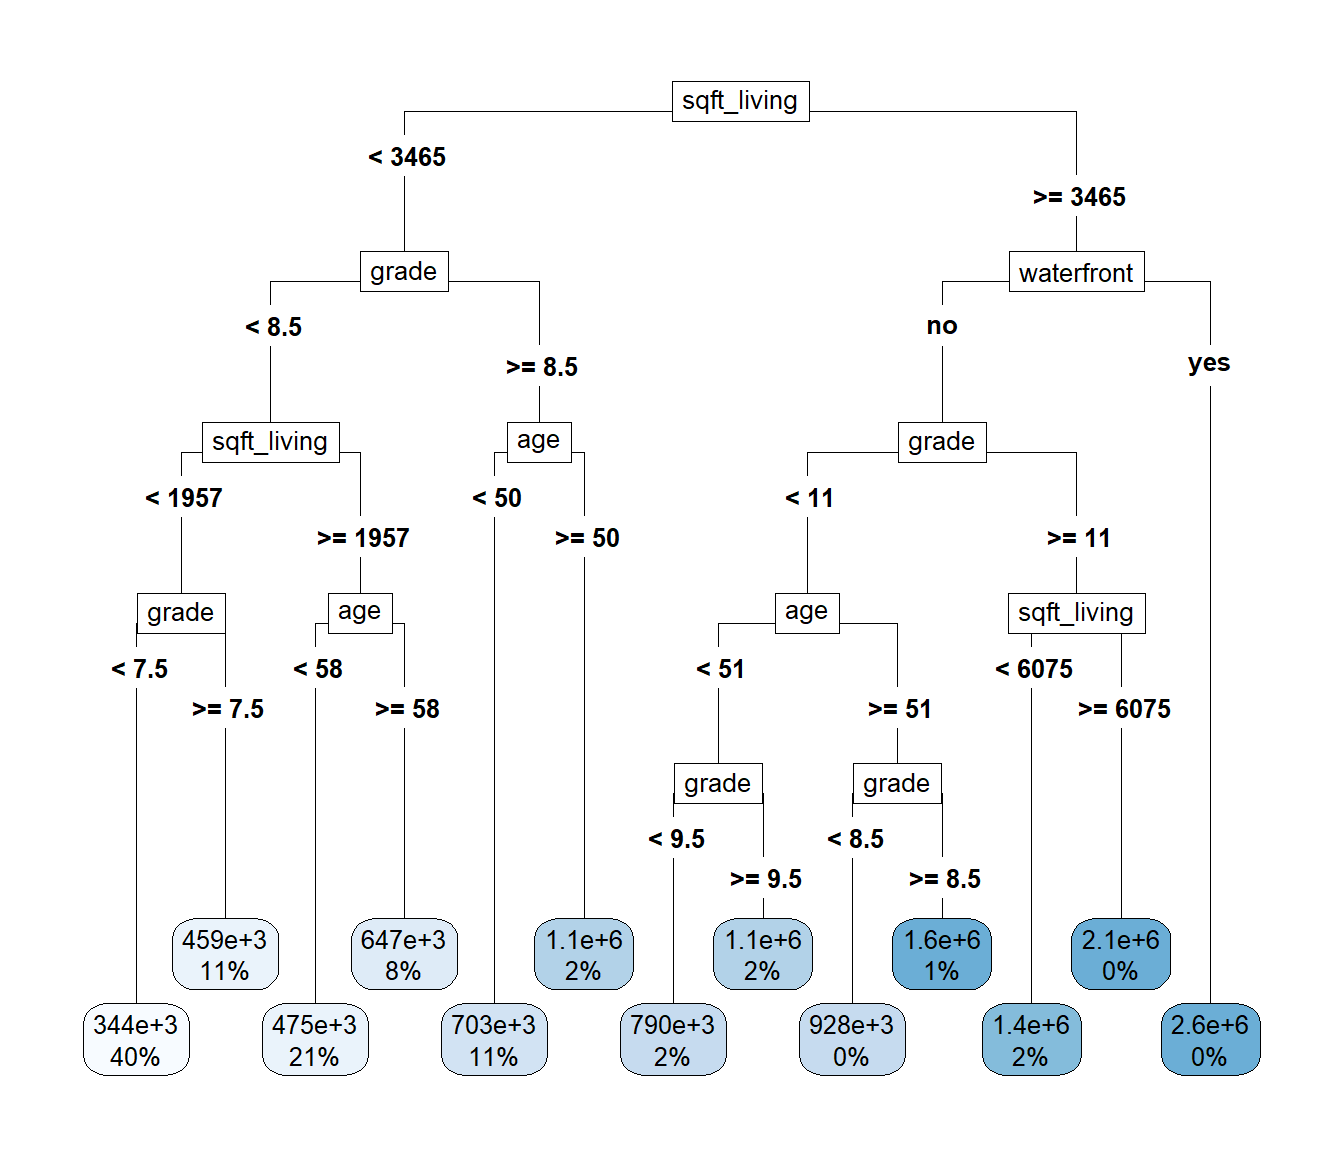 sqft_living
< 3465
>= 3465
grade
waterfront
< 8.5
no
>= 8.5
yes
sqft_living
age
grade
< 1957
< 50
< 11
>= 1957
>= 50
>= 11
grade
age
age
sqft_living
< 7.5
< 58
< 51
< 6075
>= 7.5
>= 58
>= 51
>= 6075
grade
grade
< 9.5
< 8.5
>= 9.5
>= 8.5
459e+3
11%
647e+3
8%
1.1e+6
2%
1.1e+6
2%
1.6e+6
1%
2.1e+6
0%
344e+3
40%
475e+3
21%
703e+3
11%
790e+3
2%
928e+3
0%
1.4e+6
2%
2.6e+6
0%